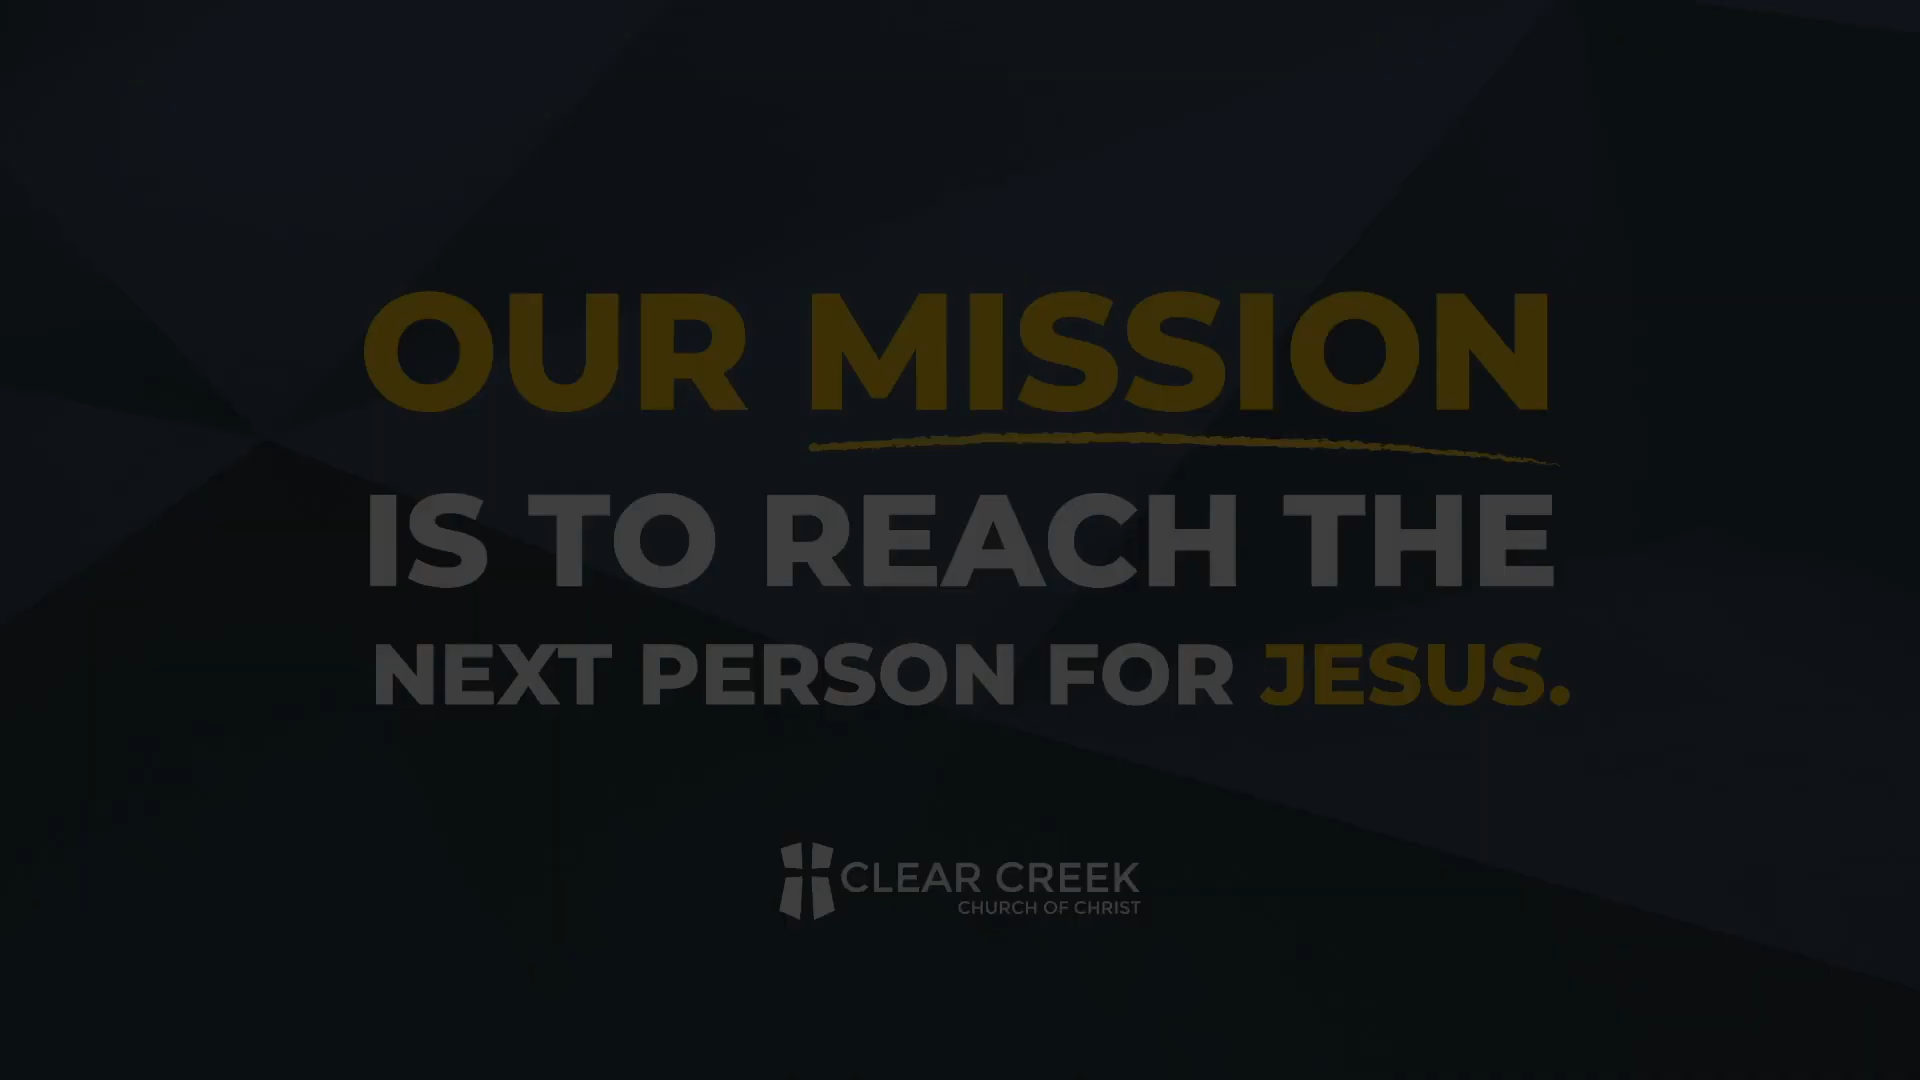 OUR MISSION
IS TO REACH THE
NEXT PERSON FOR JESUS.
CLEAR CREEK
CHURCH OF CHRIST